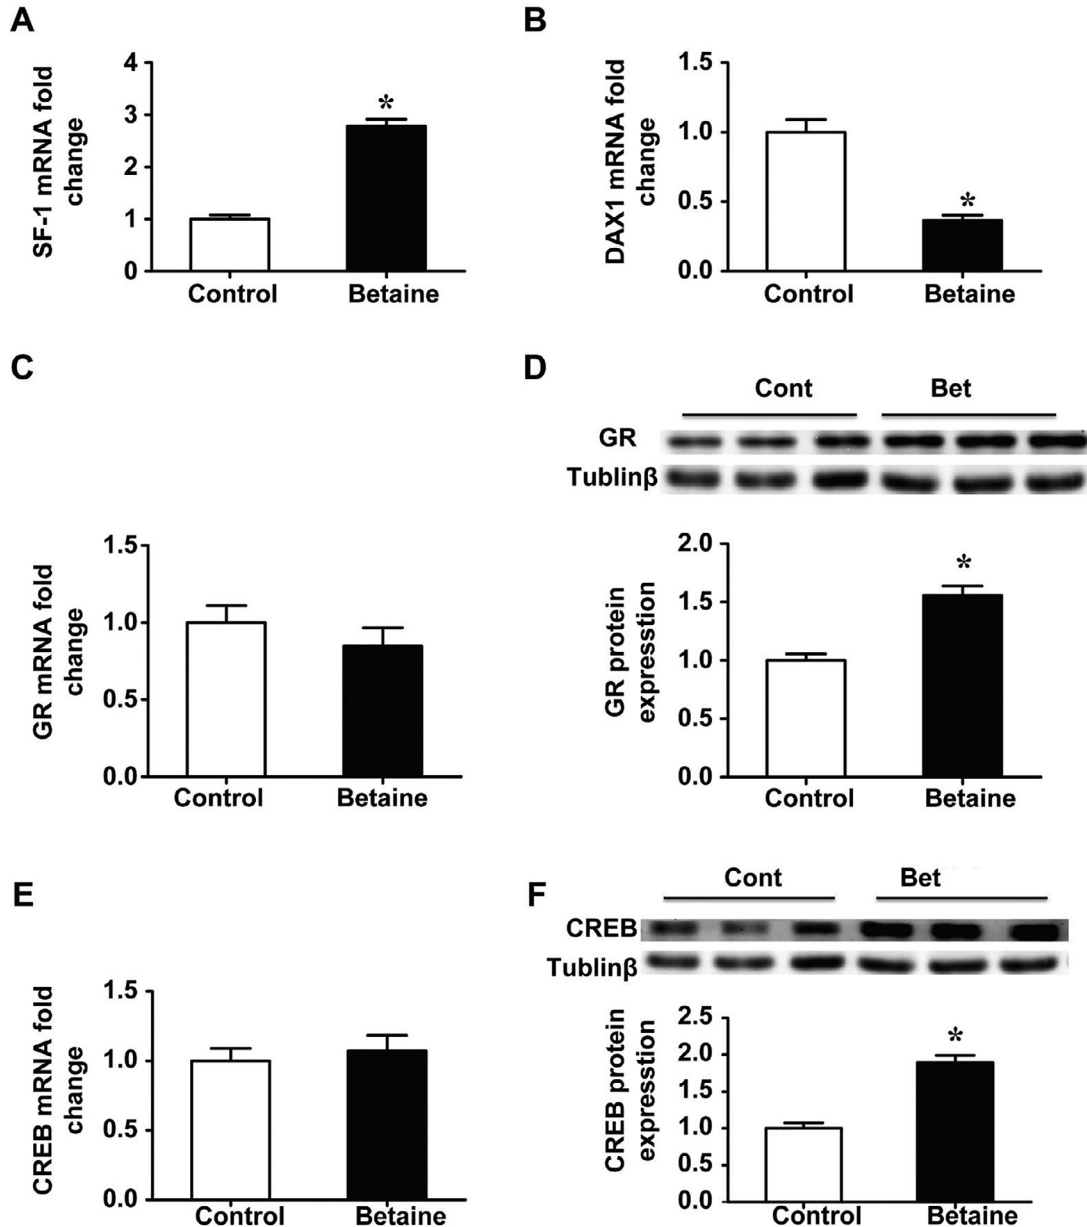 A
SF-1 mRNA fold
change
4
3
2
1
0
*
Control
Betaine
B
DAX1 mRNA fold
change
1.5
1.0
0.5
0.0
*
Control
Betaine
C
GR mRNA fold
change
1.5
1.0
0.5
0.0
Control
Betaine
D
Cont
Bet
GR
Tublinβ
GR protein
expresstion
2.0
1.5
1.0
0.5
0.0
*
Control
Betaine
E
CREB mRNA fold
change
1.5
1.0
0.5
0.0
Control
Betaine
F
Cont
Bet
CREB
Tublinβ
CREB protein
expresstion
2.5
2.0
1.5
1.0
0.5
0.0
*
Control
Betaine